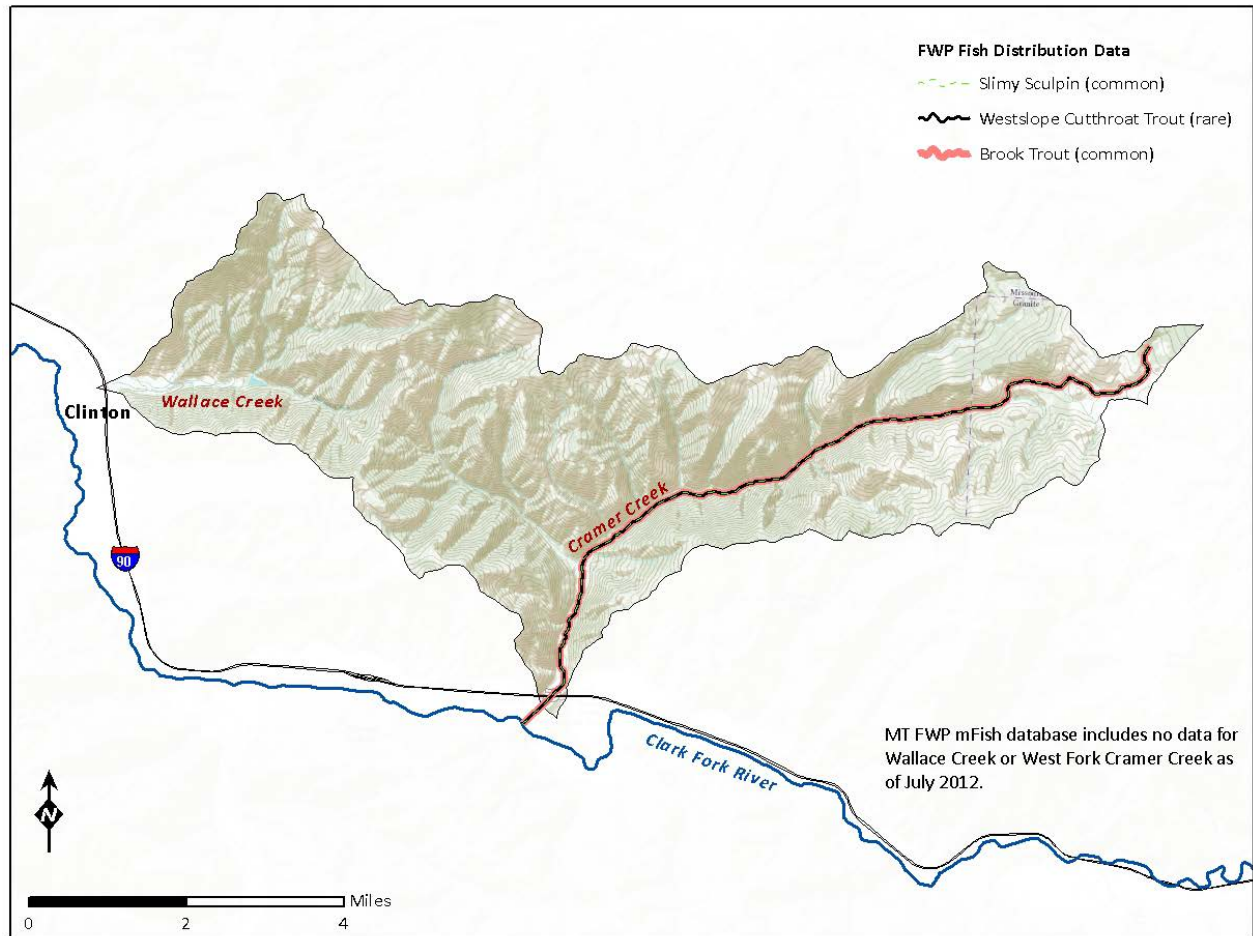 FWP Fish Distribution Data
Slimy Sculpin (common)
Westslope Cutthroat Trout (rare)
Brook Trout (common)
Granite
Wallace Creek
Clinton
Cramer Creek
90
Clark Fork River
MT FWP mFish database includes no data for
Wallace Creek or West Fork Cramer Creek as
of July 2012.
N
Miles
0 2 4